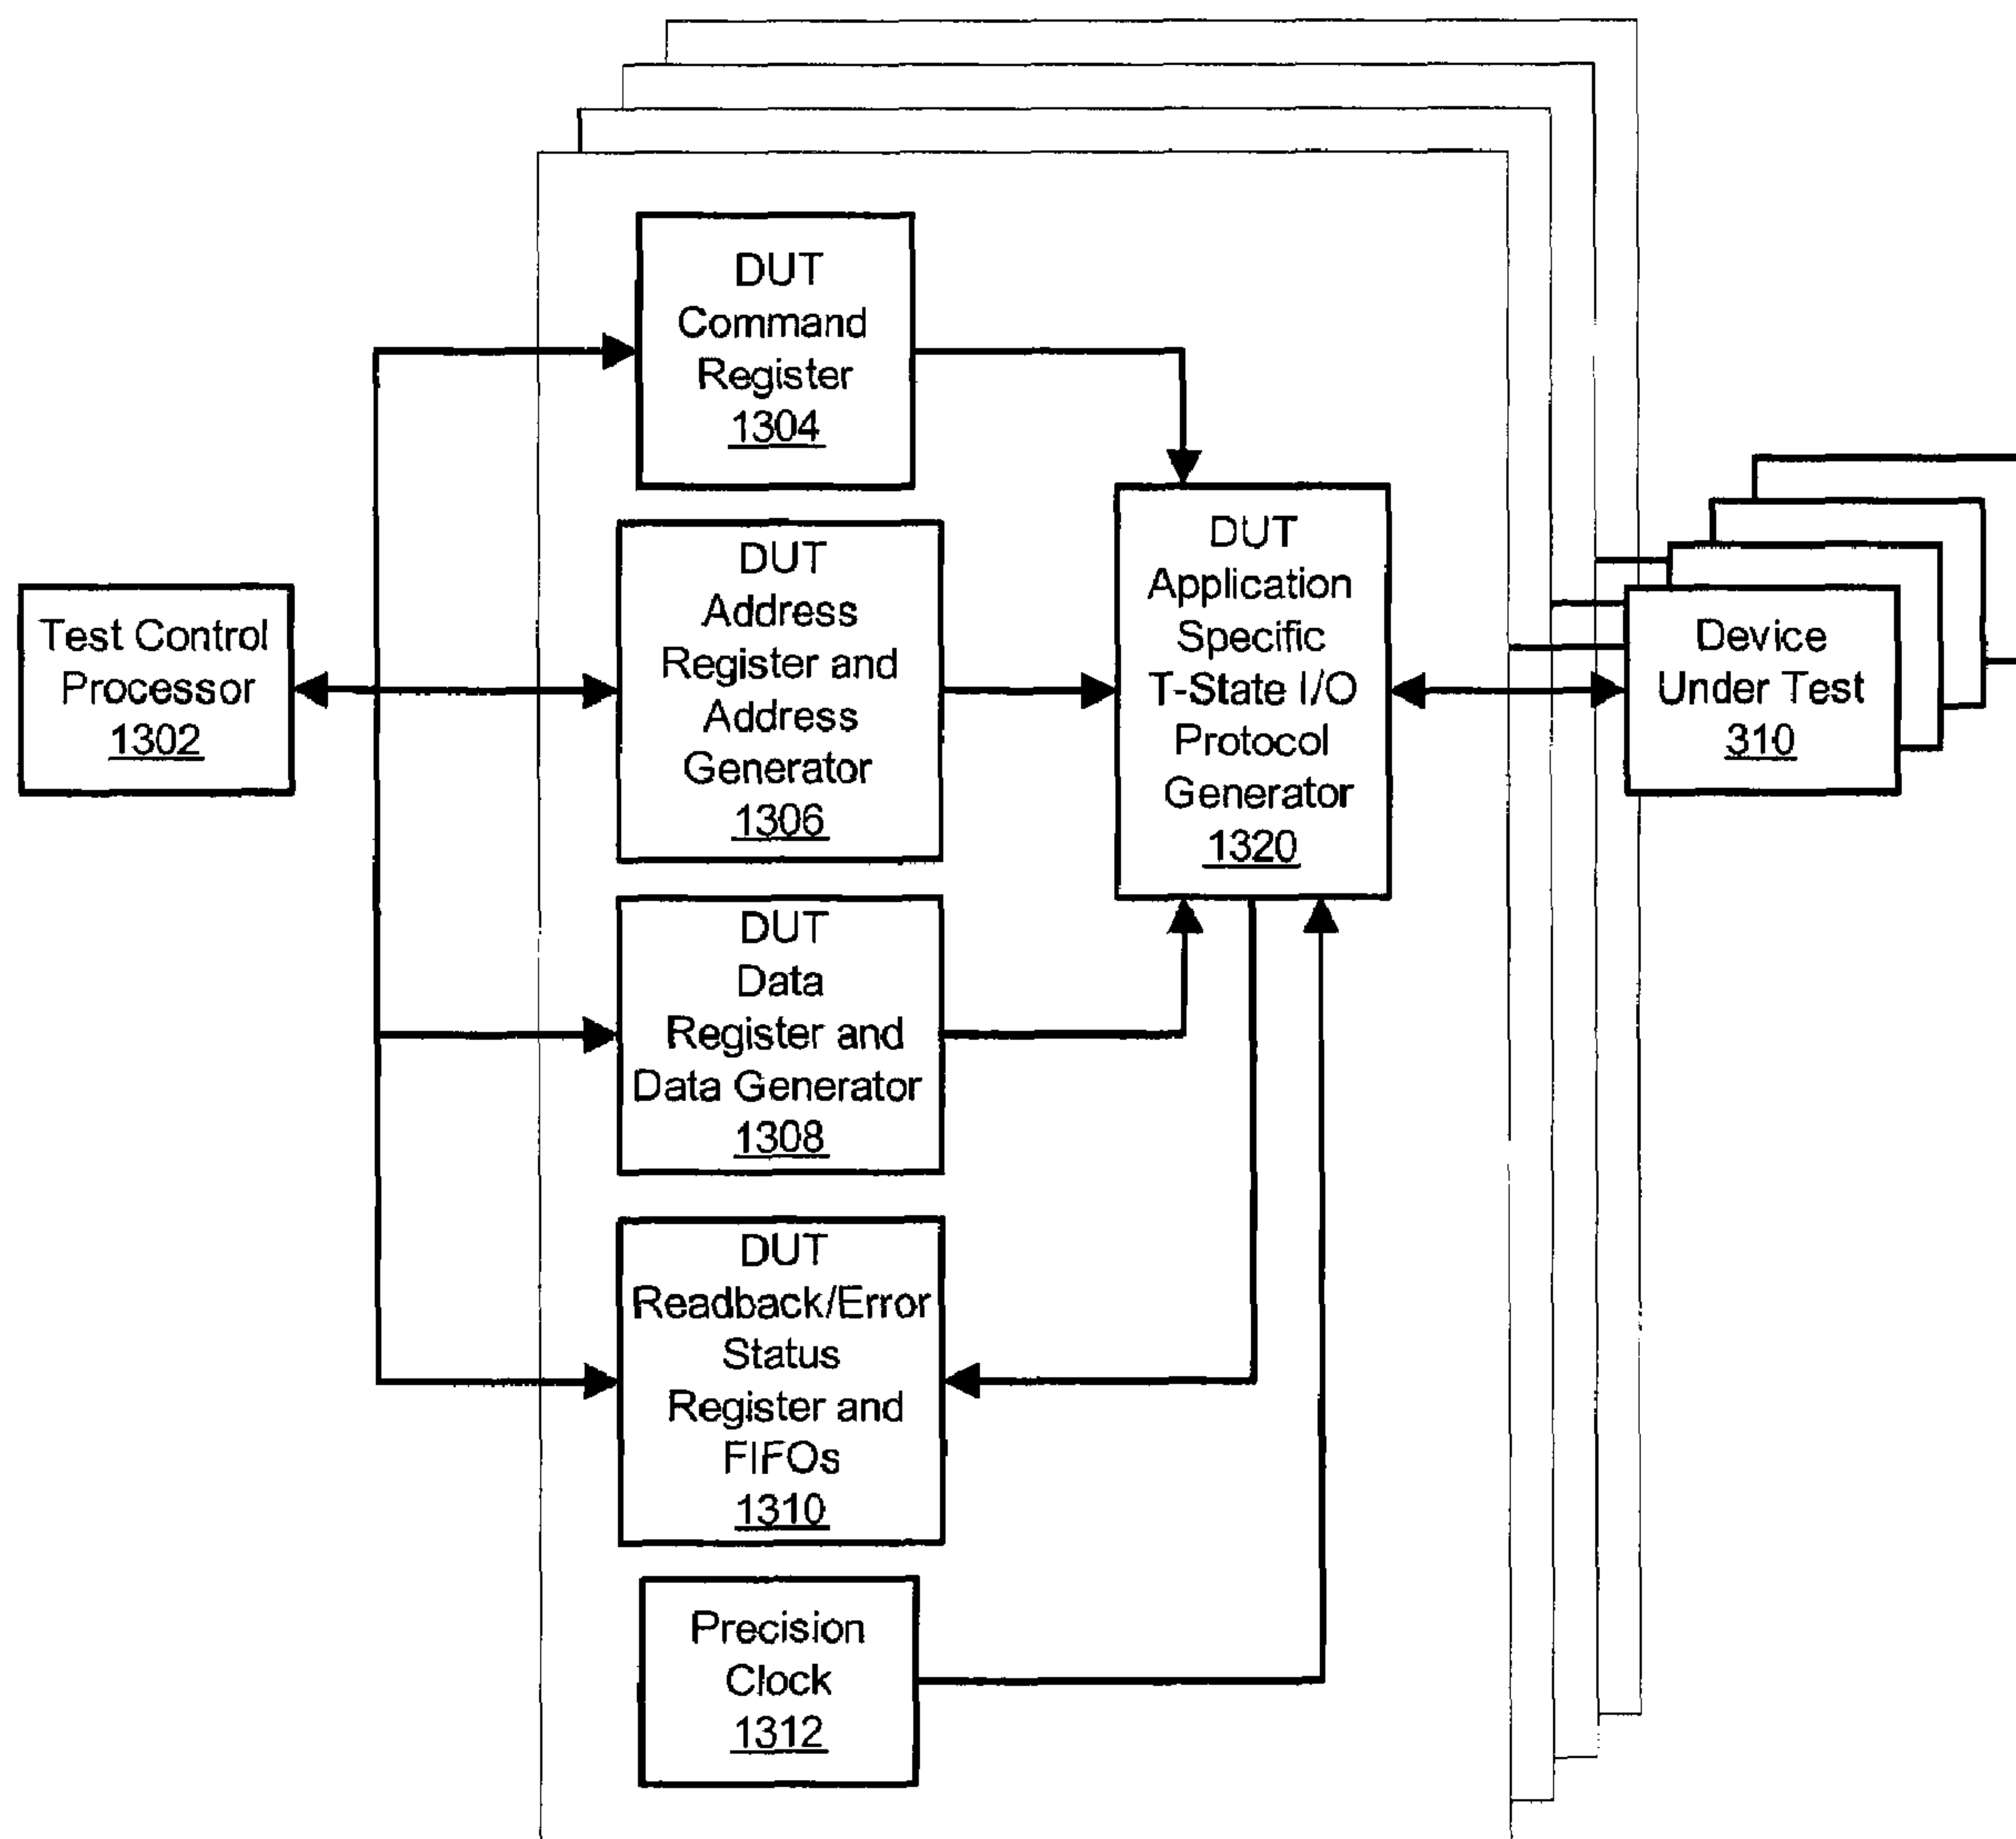 Test Control
Processor
1302
DUT
Command
Register
1304
DUT
Address
Register and
Address
Generator
1306
DUT
Data
Register and
Data Generator
1308
DUT
Readback/Error
Status
Register and
FIFOs
1310
Precision
Clock
1312
DUT
Application
Specific
T-State I/O
Protocol
Generator
1320
Device
Under Test
310